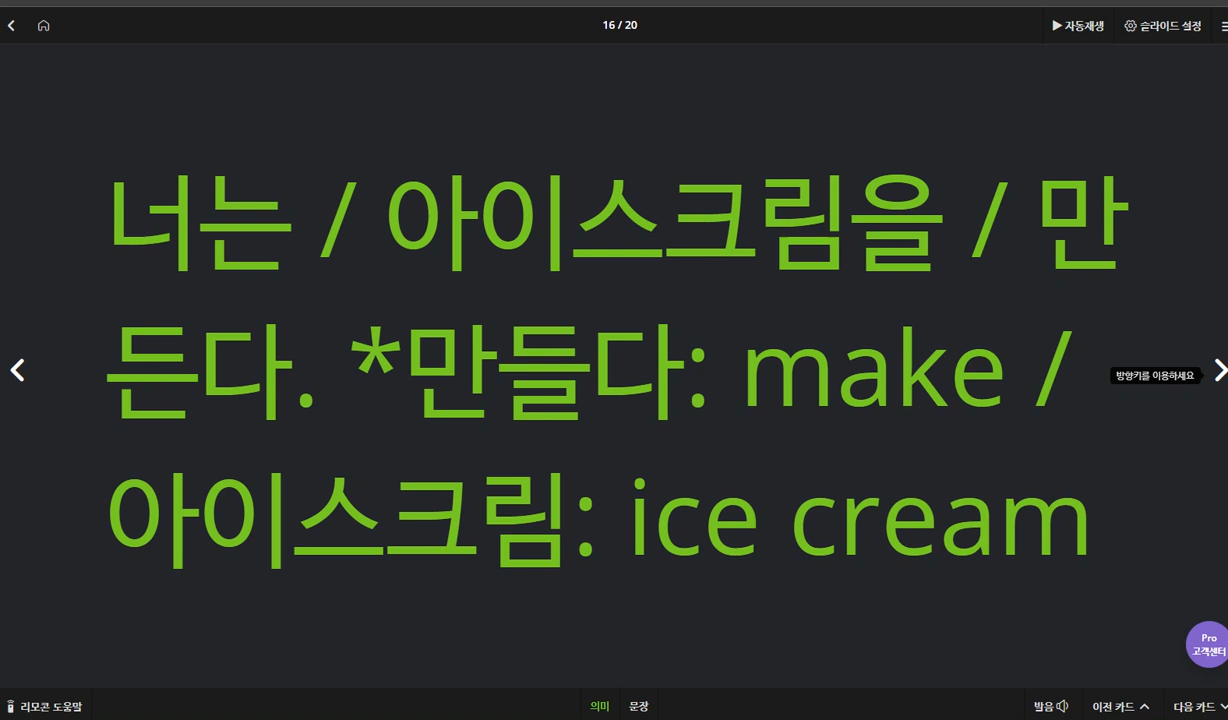 16 / 20
▶ 자동재생
슬라이드 설정
너는 / 아이스크림을 / 만
든다. *만들다: make /
아이스크림: ice cream
방향키를 이용하세요
Pro
고객센터
리모콘 도움말
의미
문장
발음
이전 카드
다음 카드